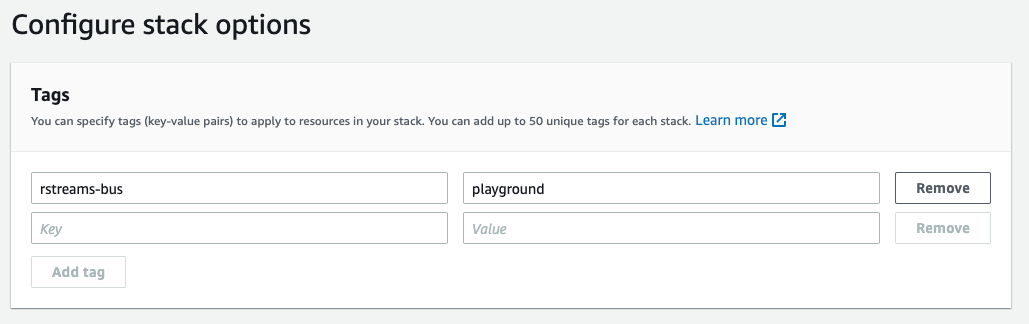 Configure stack options
Tags
You can specify tags (key-value pairs) to apply to resources in your stack. You can add up to 50 unique tags for each stack. Learn more
rstreams-bus playground Remove
Key Value Remove
Add tag